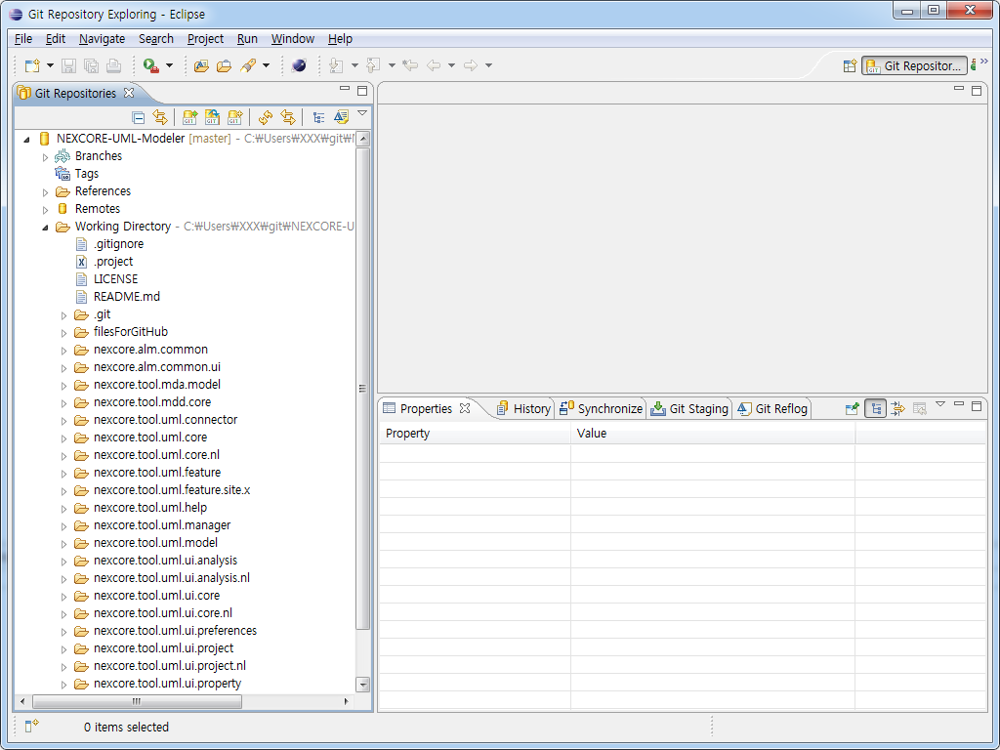 Git Repository Exploring - Eclipse
File Edit Navigate Search Project Run Window Help
Git Repositor...
Git Repositories
NEXCORE-UML-Modeler [master] - C:₩Users₩XXX₩git₩
Branches
Tags
References
Remotes
Working Directory - C:₩Users₩XXX₩git₩NEXCORE-U
.gitignore
.project
LICENSE
README.md
.git
filesForGitHub
nexcore.alm.common
nexcore.alm.common.ui
nexcore.tool.mda.model
nexcore.tool.mdd.core
nexcore.tool.uml.connector
nexcore.tool.uml.core
nexcore.tool.uml.core.nl
nexcore.tool.uml.feature
nexcore.tool.uml.feature.site.x
nexcore.tool.uml.help
nexcore.tool.uml.manager
nexcore.tool.uml.model
nexcore.tool.uml.ui.analysis
nexcore.tool.uml.ui.analysis.nl
nexcore.tool.uml.ui.core
nexcore.tool.uml.ui.core.nl
nexcore.tool.uml.ui.preferences
nexcore.tool.uml.ui.project
nexcore.tool.uml.ui.project.nl
nexcore.tool.uml.ui.property
Properties History Synchronize Git Staging Git Reflog
Property Value
0 items selected